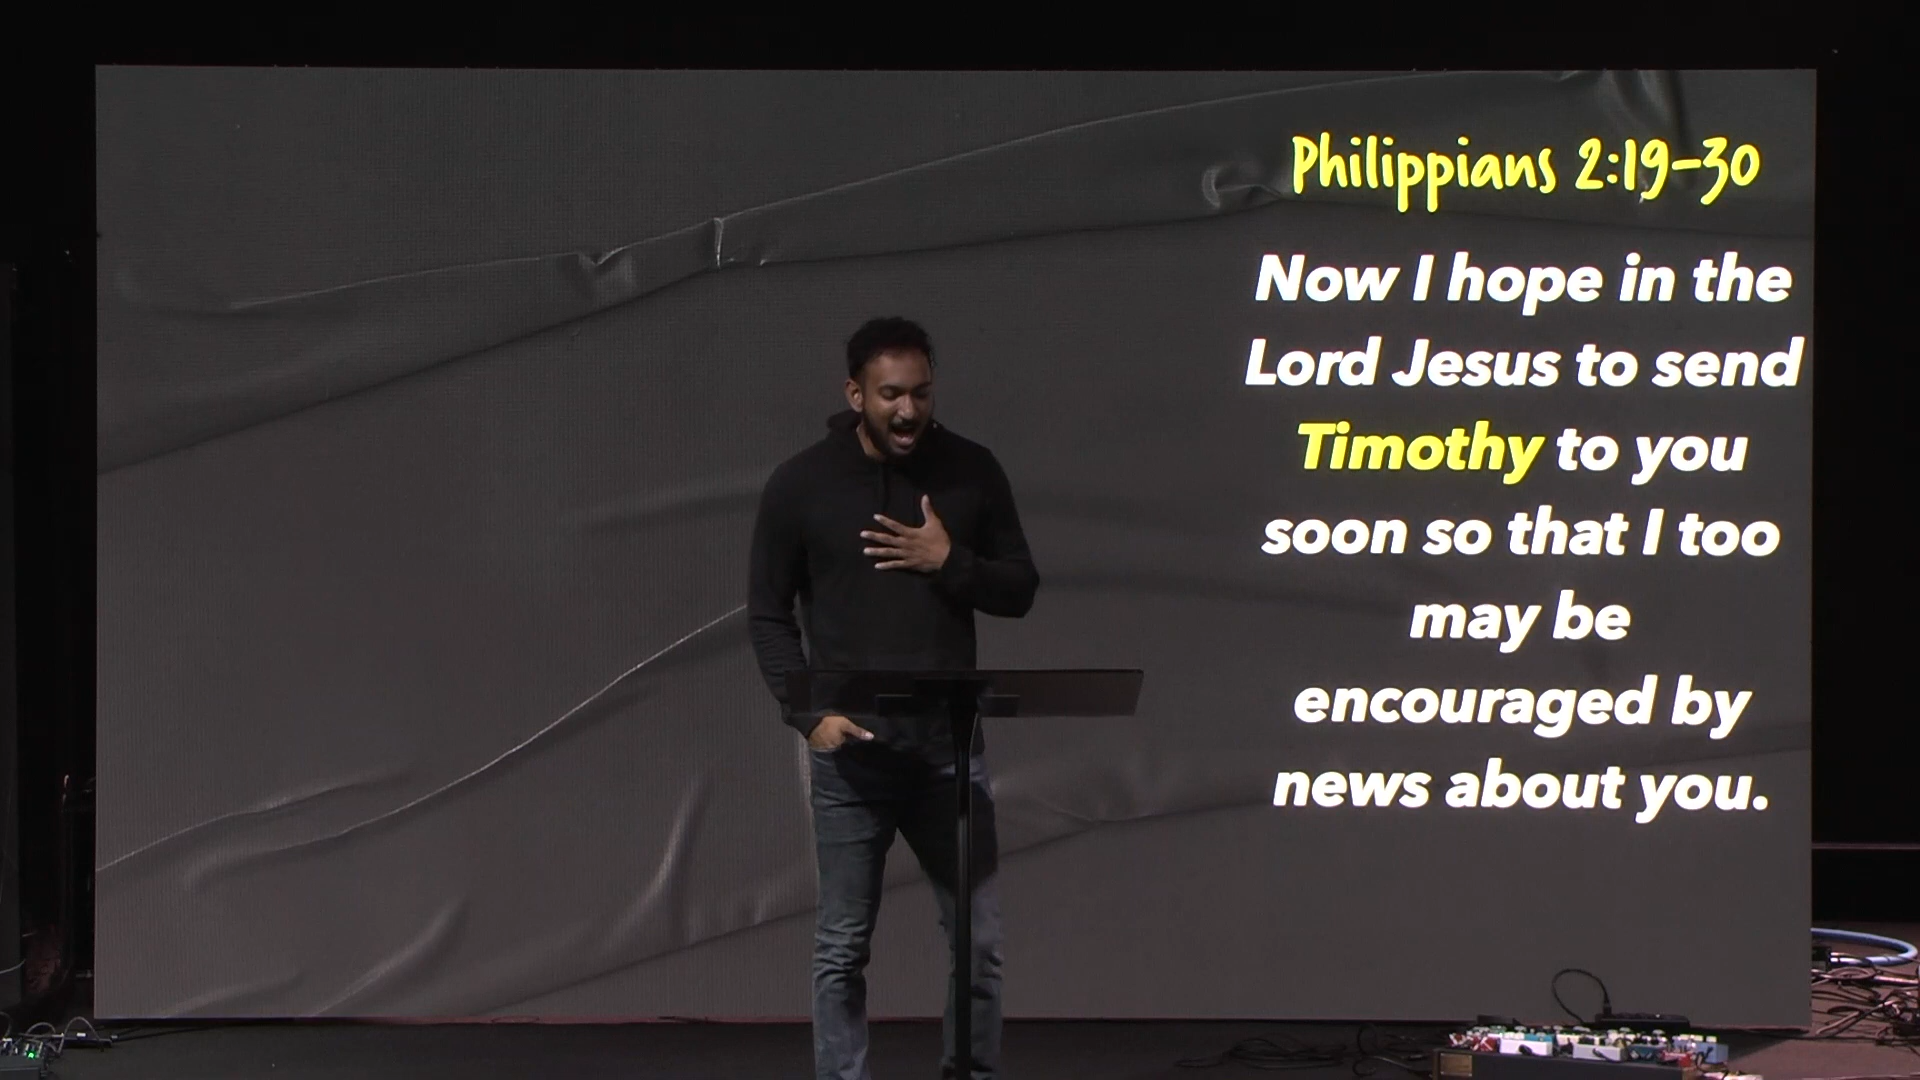 Philippians 2:19-30
Now I hope in the
Lord Jesus to send
Timothy to you
soon so that I too
may be
encouraged by
news about you.